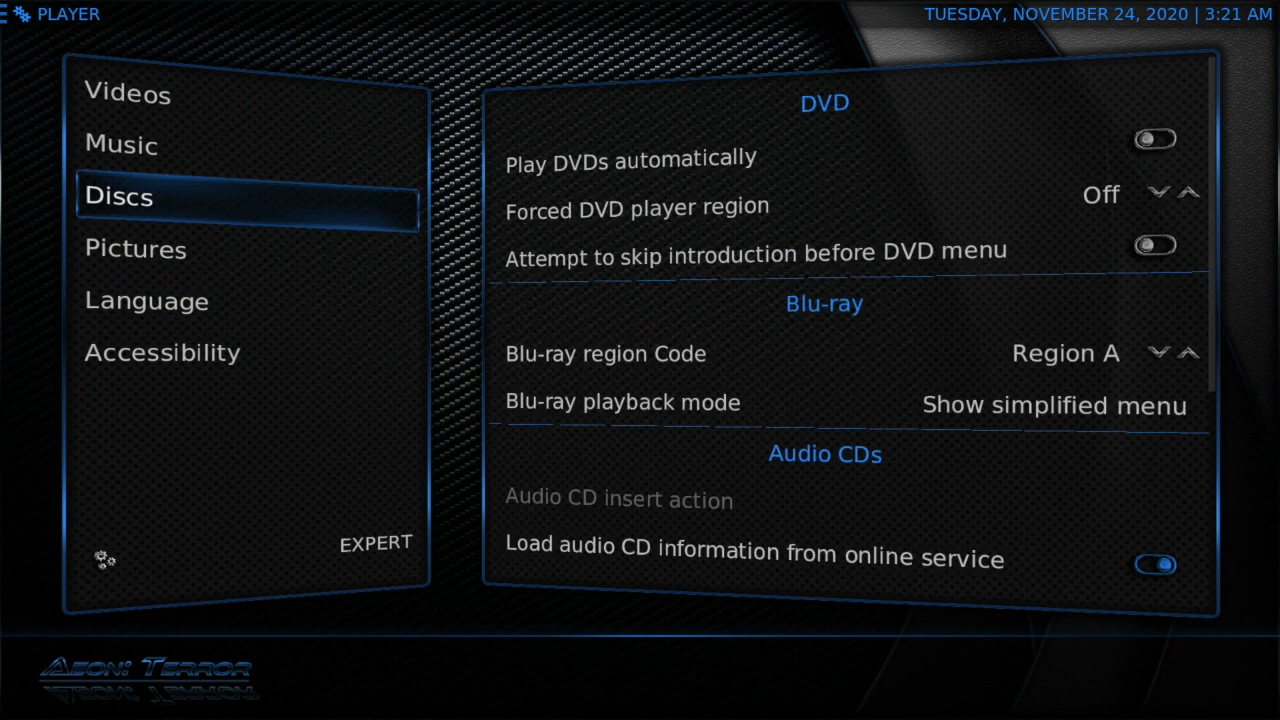 PLAYER
TUESDAY, NOVEMBER 24, 2020 | 3:21 AM
Videos
Music
Discs
Pictures
Language
Accessibility
EXPERT
DVD
Play DVDs automatically
Forced DVD player region Off
Attempt to skip introduction before DVD menu
Blu-ray
Blu-ray region Code Region A
Blu-ray playback mode Show simplified menu
Audio CDs
Audio CD insert action
Load audio CD information from online service
AEON: TERROR